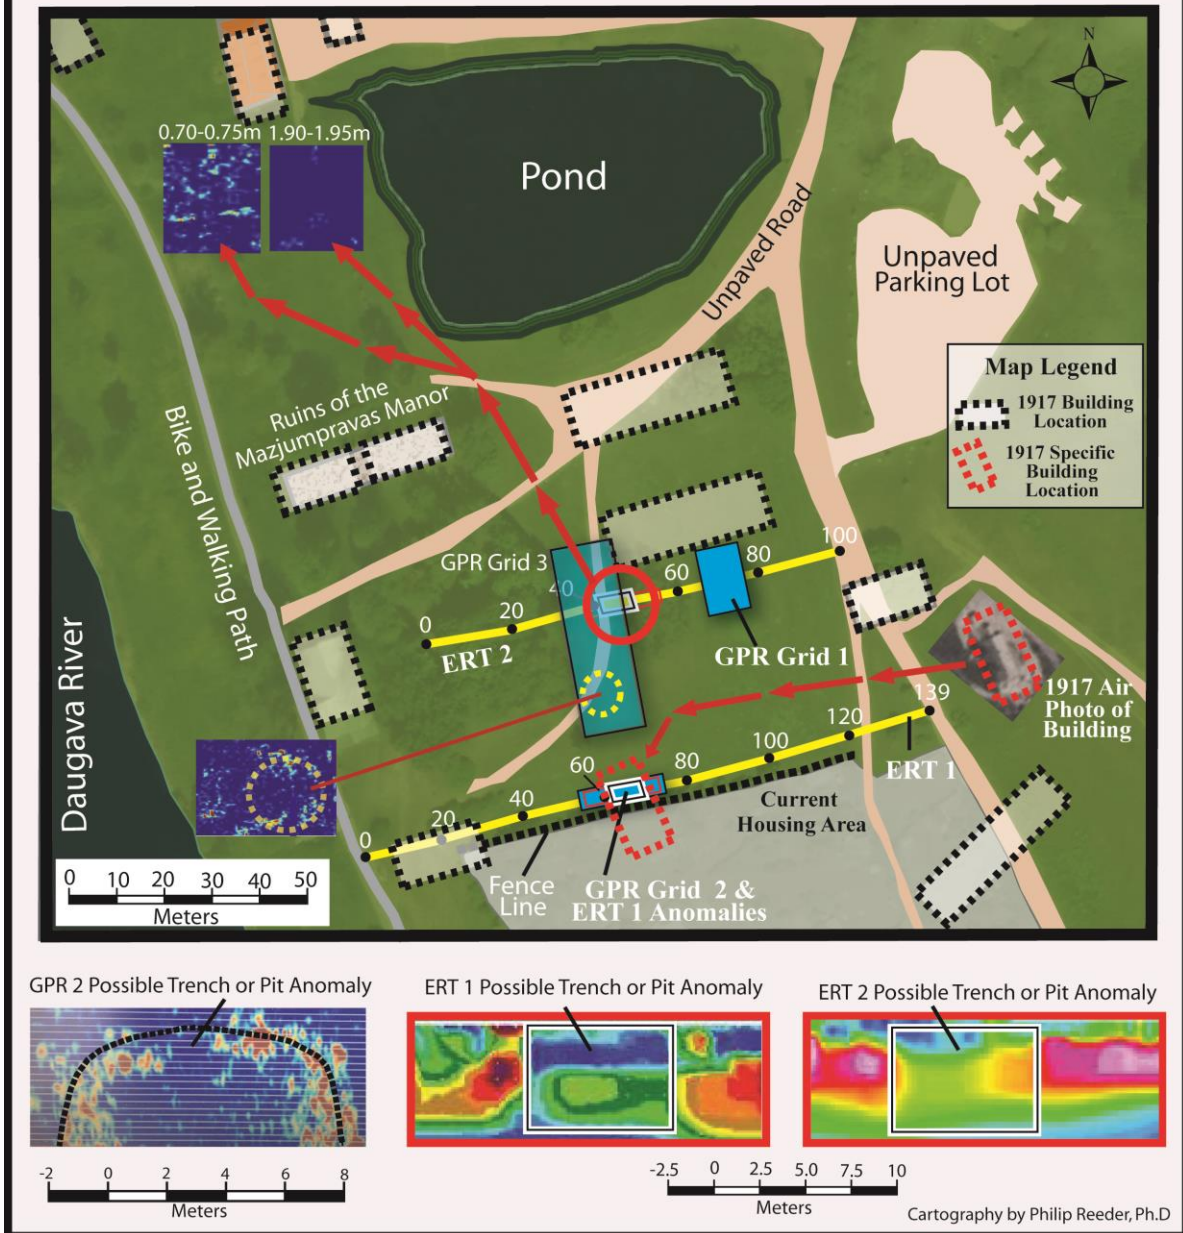 N
0.70-0.75m 1.90-1.95m
Pond
Unpaved Road
Unpaved
Parking Lot
Map Legend
1917 Building
Location
1917 Specific
Building
Location
Ruins of the
Mazjumpravas Manor
Bike and Walking Path
Daugava River
GPR Grid 3
0
20
40
60
80
100
ERT 2
GPR Grid 1
1917 Air
Photo of
Building
0
20
40
60
80
100
120
139
ERT 1
Current
Housing Area
Fence
Line
GPR Grid 2 &
ERT 1 Anomalies
0 10 20 30 40 50
Meters
GPR 2 Possible Trench or Pit Anomaly
ERT 1 Possible Trench or Pit Anomaly
ERT 2 Possible Trench or Pit Anomaly
-2 0 2 4 6 8
Meters
-2.5 0 2.5 5.0 7.5 10
Meters
Cartography by Philip Reeder, Ph.D